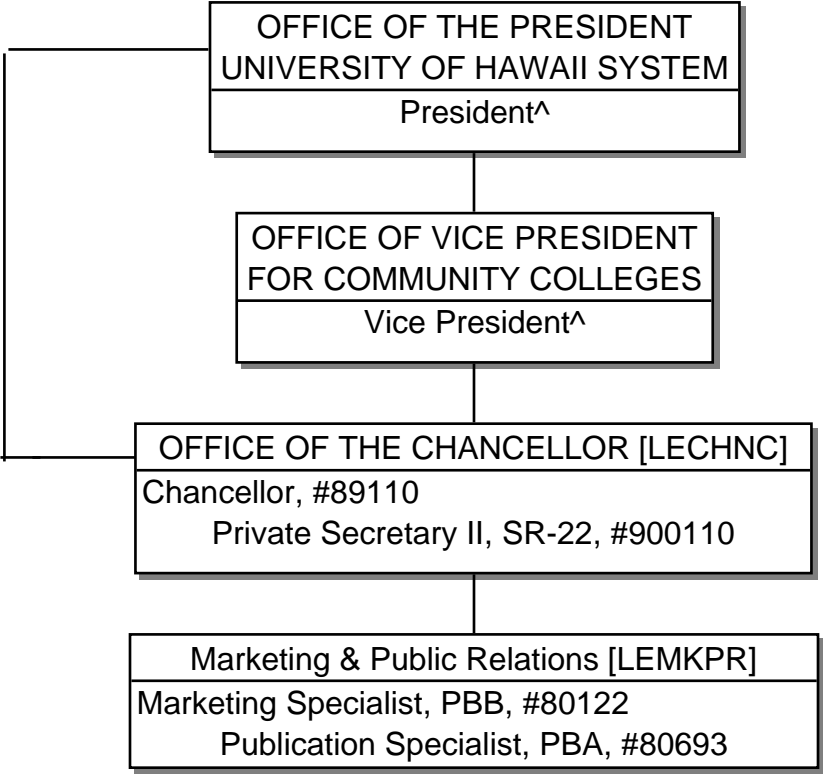 OFFICE OF THE PRESIDENT
UNIVERSITY OF HAWAII SYSTEM
President^
OFFICE OF VICE PRESIDENT
FOR COMMUNITY COLLEGES
Vice President^
OFFICE OF THE CHANCELLOR [LECHNC]
Chancellor, #89110
Private Secretary II, SR-22, #900110
Marketing & Public Relations [LEMKPR]
Marketing Specialist, PBB, #80122
Publication Specialist, PBA, #80693